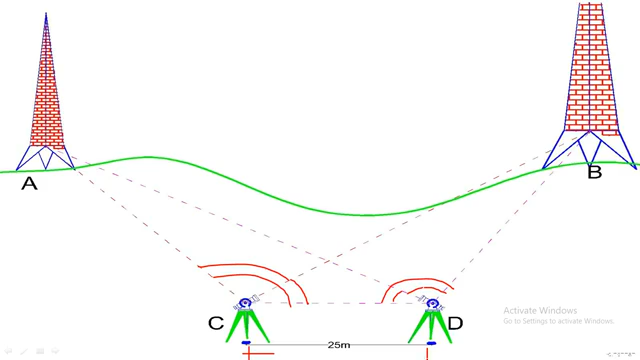 A
B
C
D
25m
Activate Windows
Go to Settings to activate Windows.